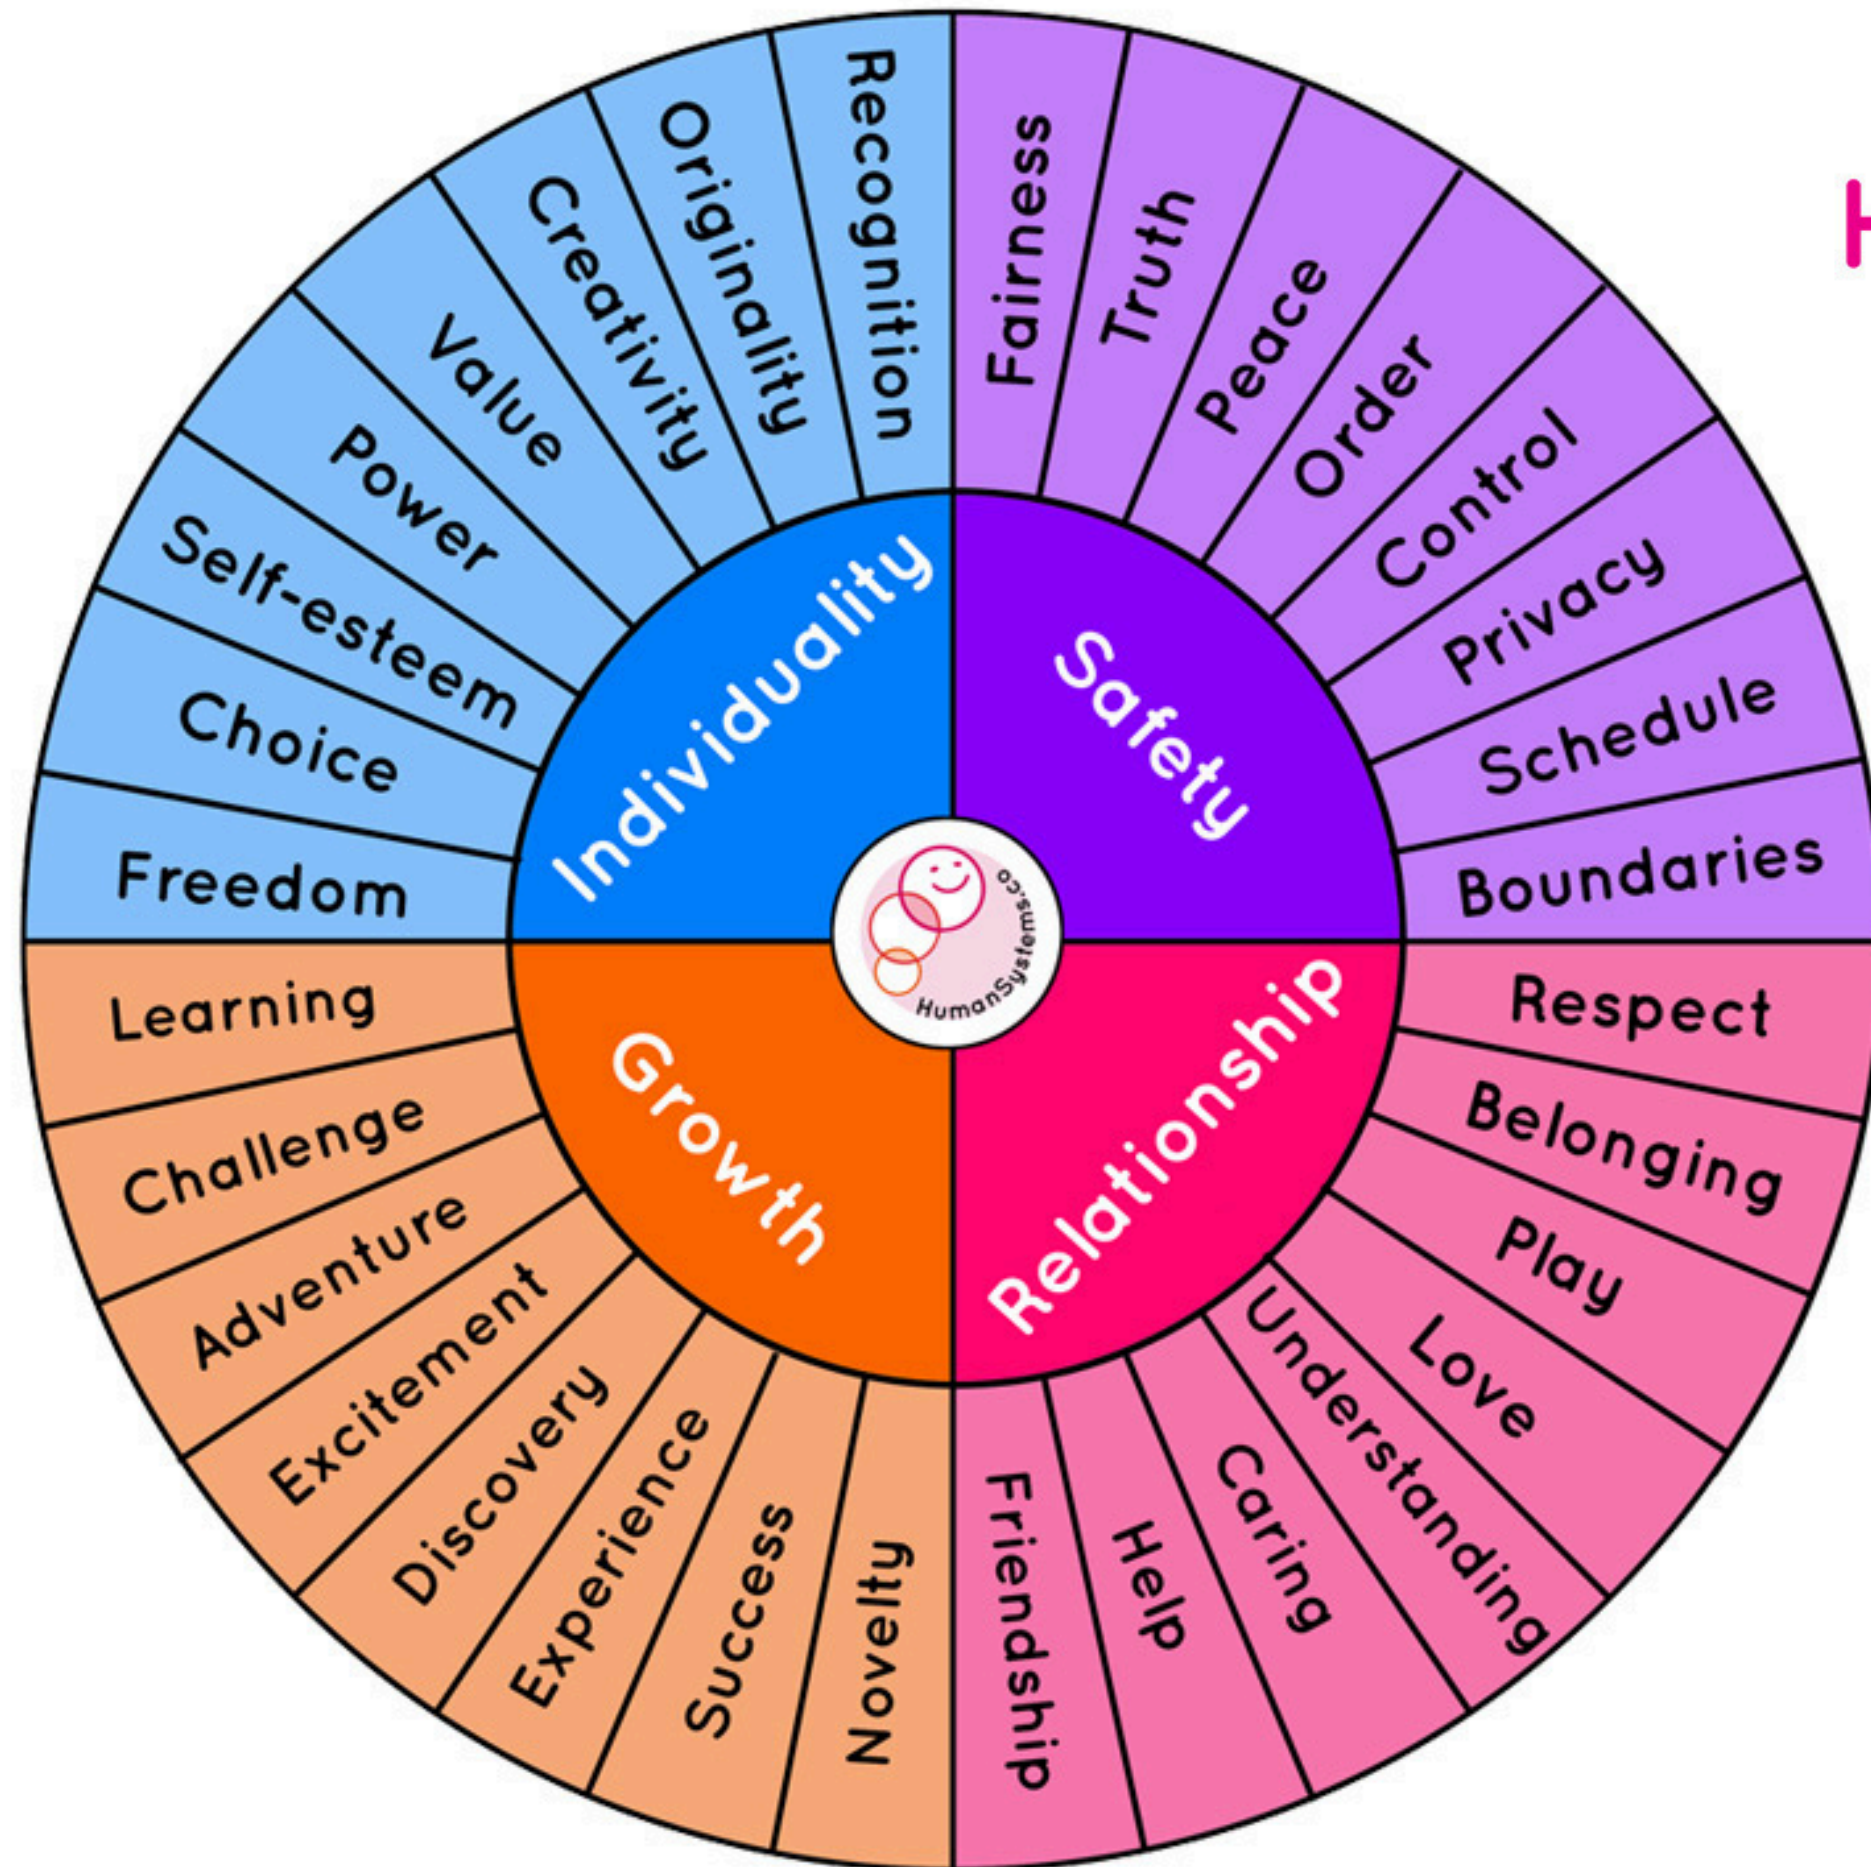 Recognition
Originality
Creativity
Value
Power
Self-esteem
Choice
Freedom
Individuality
Fairness
Truth
Peace
Order
Control
Privacy
Schedule
Boundaries
Safety
Respect
Belonging
Play
Love
Understanding
Caring
Help
Friendship
Relationship
Learning
Challenge
Adventure
Excitement
Discovery
Experience
Success
Novelty
Growth
HumanSystems.co